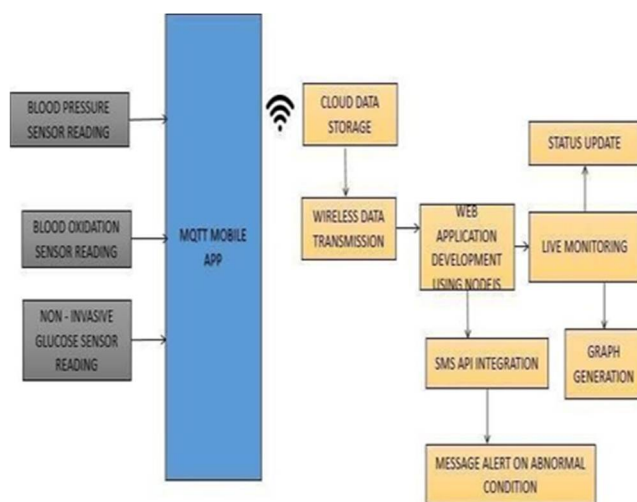 BLOOD PRESSURE
SENSOR READING
BLOOD OXIDATION
SENSOR READING
NON - INVASIVE
GLUCOSE SENSOR
READING
MQTT MOBILE
APP
CLOUD DATA
STORAGE
WIRELESS DATA
TRANSMISSION
WEB
APPLICATION
DEVELOPMENT
USING NODEJS
STATUS UPDATE
LIVE MONITORING
GRAPH
GENERATION
SMS API INTEGRATION
MESSAGE ALERT ON ABNORMAL
CONDITION